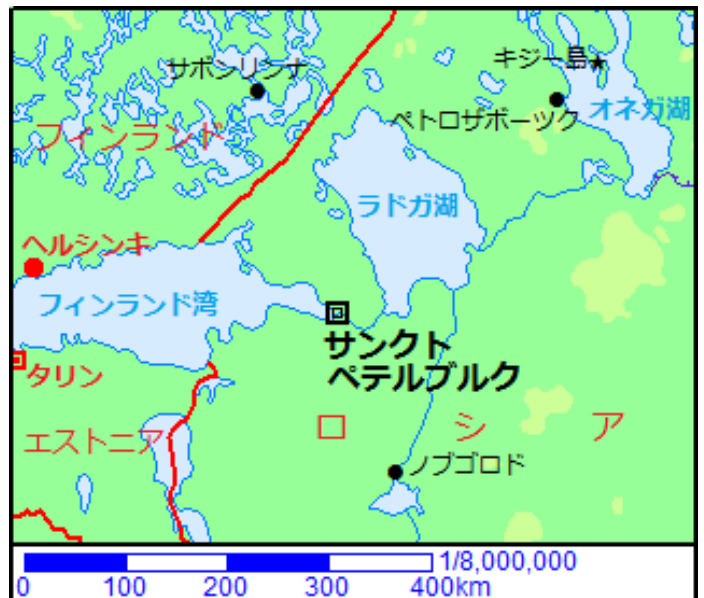 サボンリンナ
キジー島★
ペトロザボーツク
オネガ湖
フィンランド
ラドガ湖
ヘルシンキ
フィンランド湾
サンクト
ペテルブルク
タリン
エストニア
ロシア
ノブゴロド
1/8,000,000
0 100 200 300 400km